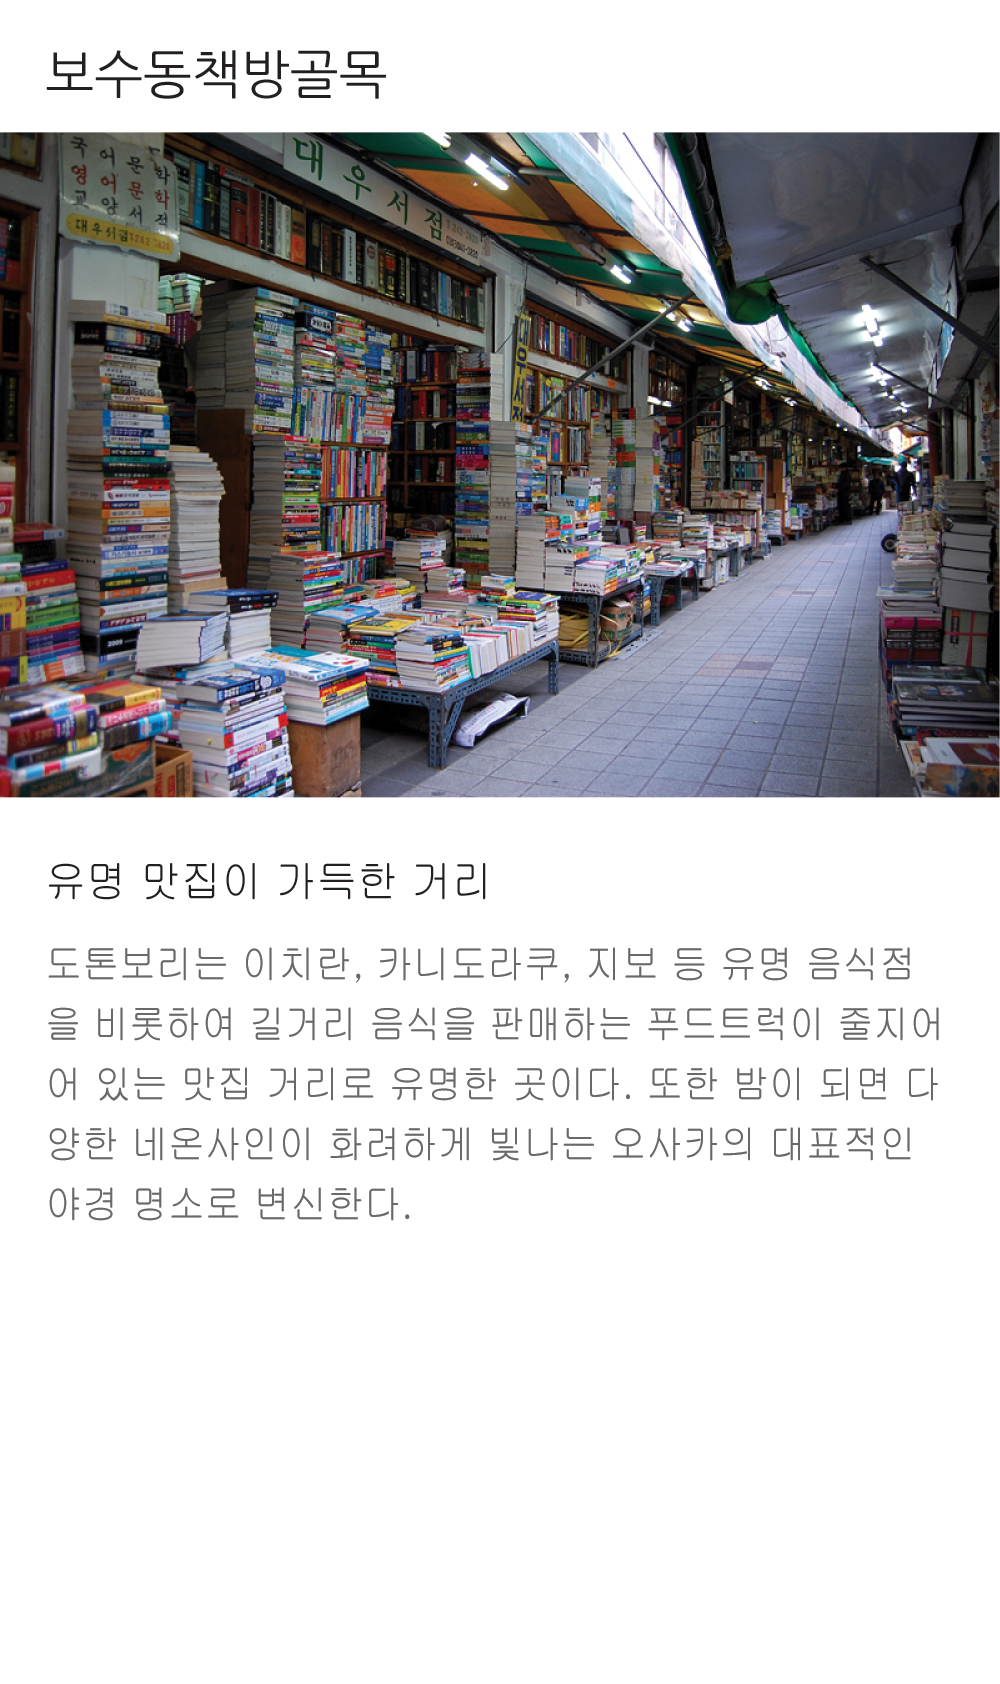 보수동책방골목
국어문학
영어문학
교양서적
대우서점
대우서점
대우서점
2009
유명 맛집이 가득한 거리
도톤보리는 이치란, 카니도라쿠, 지보 등 유명 음식점
을 비롯하여 길거리 음식을 판매하는 푸드트럭이 줄지어
어 있는 맛집 거리로 유명한 곳이다. 또한 밤이 되면 다
양한 네온사인이 화려하게 빛나는 오사카의 대표적인
야경 명소로 변신한다.